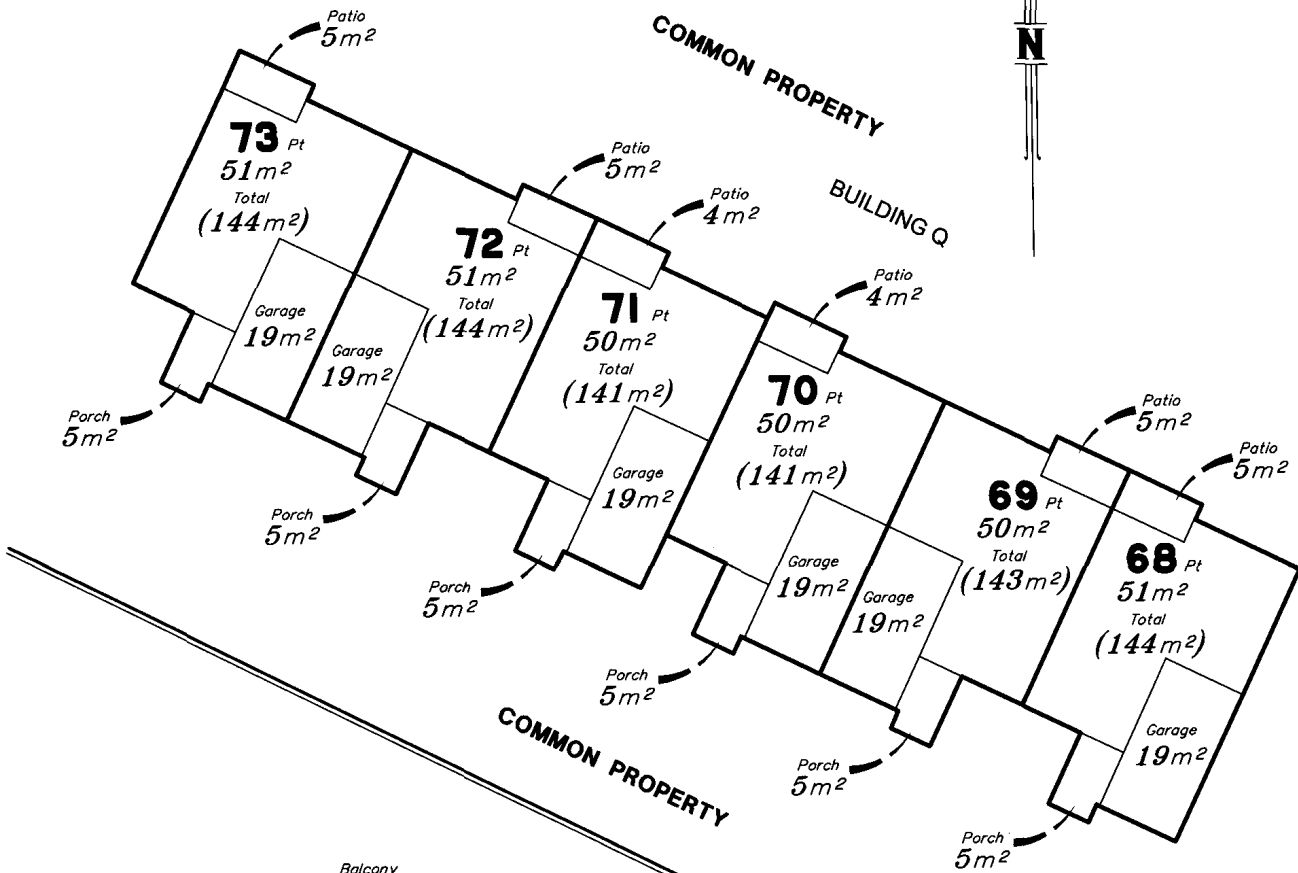 Patio
5m²
COMMON PROPERTY
N
73 Pt
51m²
Total
(144m²)
Patio
5m²
Patio
4m²
BUILDING Q
72 Pt
51m²
Total
(144m²)
Garage
19m²
Garage
19m²
Porch
5m²
Porch
5m²
71 Pt
50m²
Total
(141m²)
Garage
19m²
Porch
5m²
Patio
4m²
70 Pt
50m²
Total
(141m²)
Garage
19m²
Porch
5m²
Patio
5m²
Patio
5m²
69 Pt
50m²
Total
(143m²)
Garage
19m²
Porch
5m²
68 Pt
51m²
Total
(144m²)
Garage
19m²
Porch
5m²
COMMON PROPERTY
Balcony